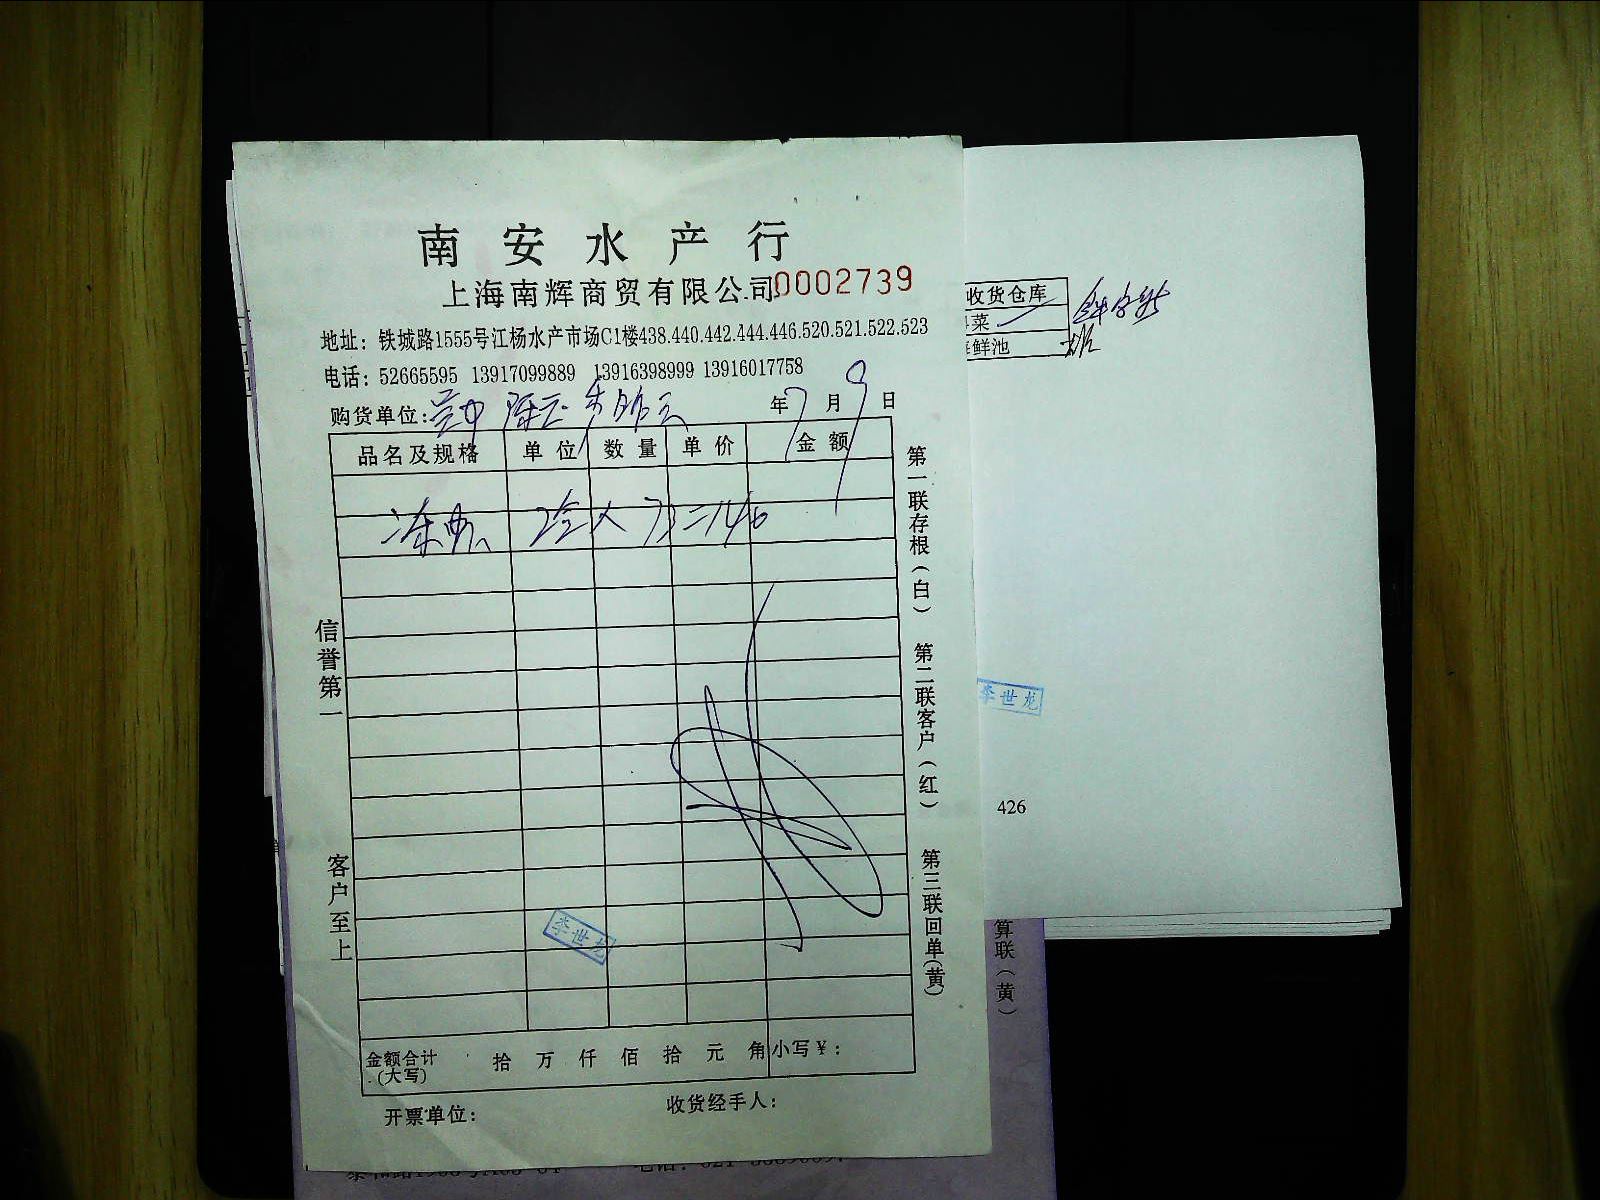 南安水产行
上海南辉商贸有限公司 0002739
地址：铁城路1555号江杨水产市场C1楼438.440.442.444.446.520.521.522.523
电话：52665595 13917099889 13916398999 13916017758
购货单位： 年7月9日
品名及规格 单位 数量 单价 金额
冻 2 73=146
信誉第一
客户至上
第一联存根（白）
第二联客户（红）
第三联回单（黄）
李世龙
金额合计（大写） 拾 万 仟 佰 拾 元 角 小写￥：
开票单位： 收货经手人：
收货仓库
菜
鲜池
李世龙
426
算联（黄）